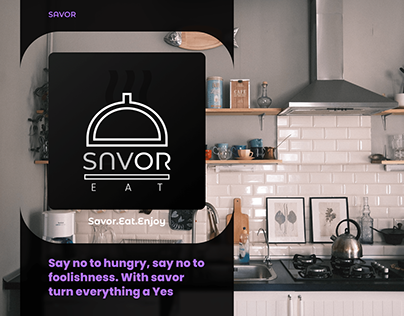 SAVOR
SAVOR
EAT
Savor.Eat.Enjoy
Say no to hungry, say no to
foolishness. With savor
turn everything a Yes